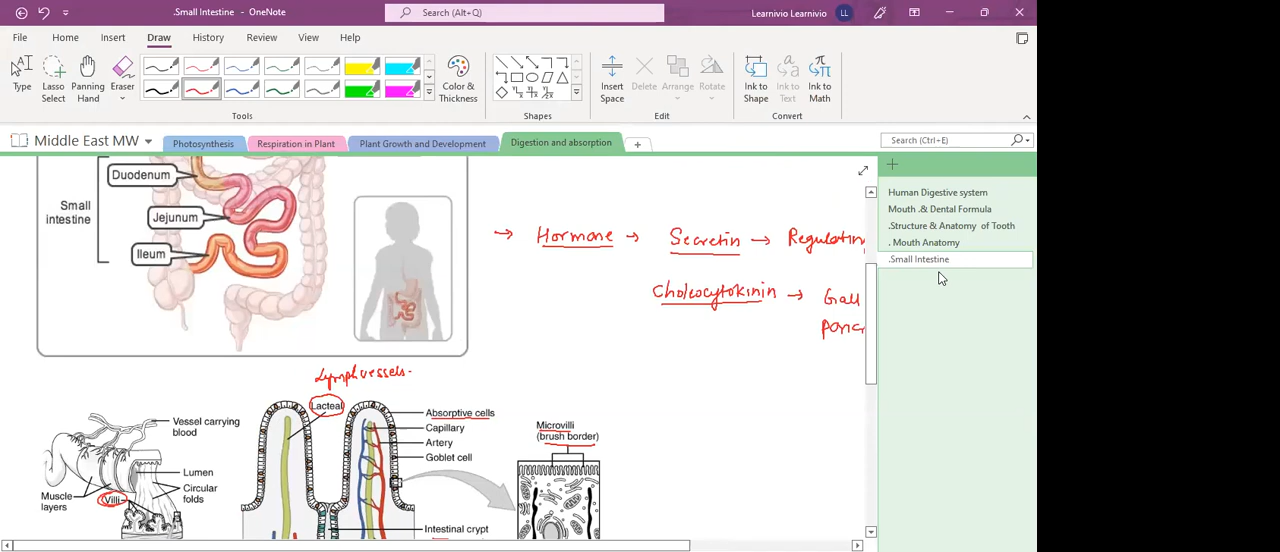 .Small Intestine - OneNote
Search (Alt+Q)
Learnivio Learnivio
LL
File Home Insert Draw History Review View Help
Type
Lasso Select
Panning Hand
Eraser
Color & Thickness
Insert Space
Delete
Arrange
Rotate
Ink to Shape
Ink to Text
Ink to Math
Tools
Shapes
Edit
Convert
Middle East MW
Photosynthesis
Respiration in Plant
Plant Growth and Development
Digestion and absorption
Search (Ctrl+E)
Human Digestive system
Mouth .& Dental Formula
.Structure & Anatomy of Tooth
. Mouth Anatomy
.Small Intestine
Small
intestine
Duodenum
Jejunum
Ileum
→ Hormone → Secretin → Regulating
Cholecytokinin → Gall
Lymph vessels.
Lacteal
Vessel carrying
blood
Lumen
Circular
folds
Muscle
layers
Villi
Absorptive cells
Capillary
Artery
Goblet cell
Intestinal crypt
Microvilli
(brush border)